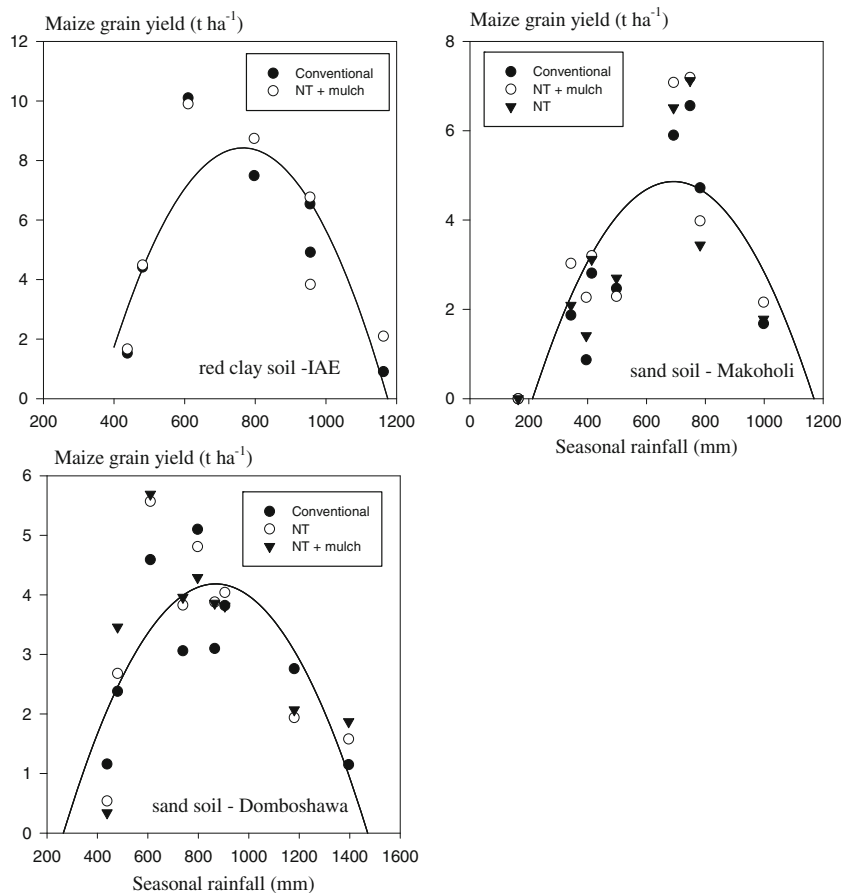 Maize grain yield (t ha-1)
12
10
8
6
4
2
0
200 400 600 800 1000 1200
Conventional
NT + mulch
red clay soil -IAE
Maize grain yield (t ha-1)
8
6
4
2
0
0 200 400 600 800 1000 1200
Conventional
NT + mulch
NT
sand soil - Makoholi
Seasonal rainfall (mm)
Maize grain yield (t ha-1)
6
5
4
3
2
1
0
200 400 600 800 1000 1200 1400 1600
Conventional
NT
NT + mulch
sand soil - Domboshawa
Seasonal rainfall (mm)